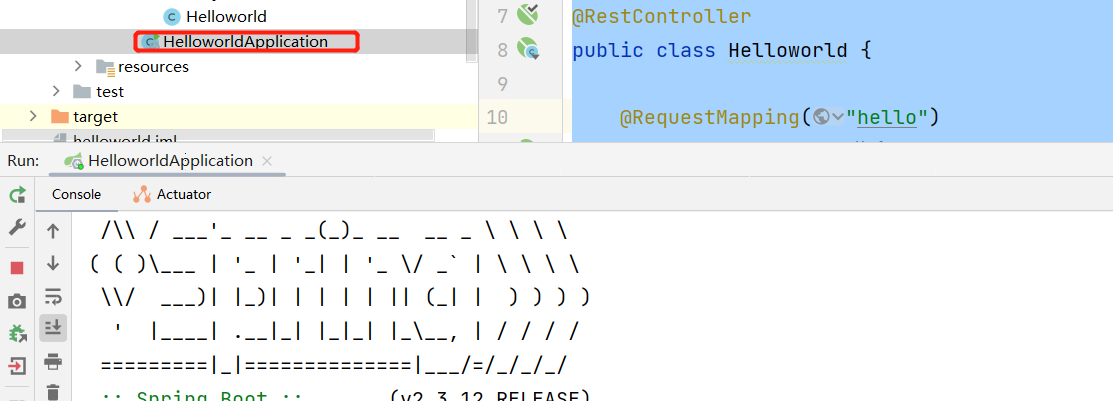 Helloworld
HelloworldApplication
resources
test
target
helloworld.iml
7 @RestController
8 public class Helloworld {
9
10 @RequestMapping("hello")
Run: HelloworldApplication ×
Console Actuator
 /\\ / ___'_ __ _ _(_)_ __  __ _ \ \ \ \
( ( )\___ | '_ | '_| | '_ \/ _` | \ \ \ \
 \\/  ___)| |_)| | | | | || (_| |  ) ) ) )
  '  |____| .__|_| |_|_| |_\__, | / / / /
 =========|_|==============|___/=/_/_/_/
 :: Spring Boot ::       (v2.3.12.RELEASE)